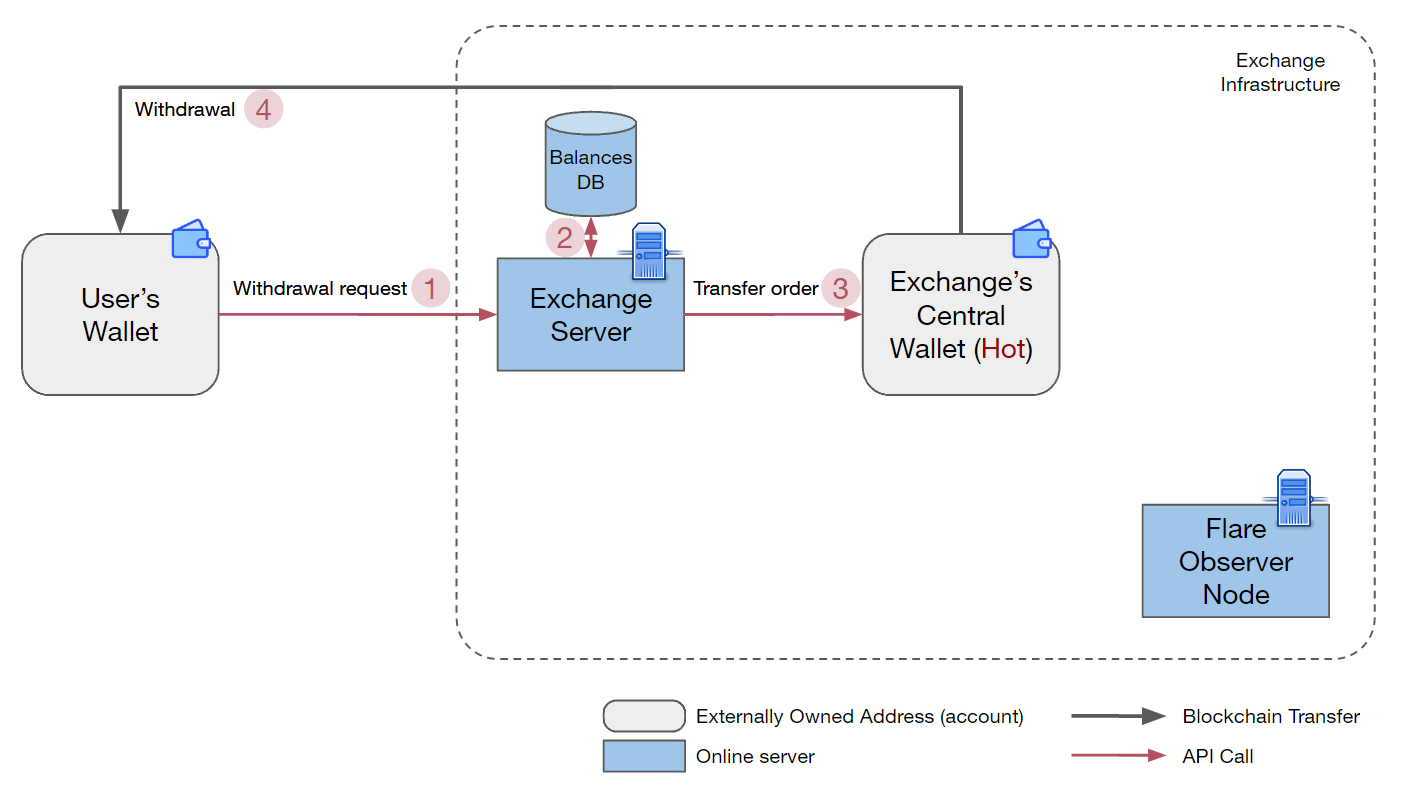 Exchange
Infrastructure
Withdrawal 4
Balances
DB
2
User's
Wallet
Withdrawal request 1
Exchange
Server
Transfer order 3
Exchange's
Central
Wallet (Hot)
Flare
Observer
Node
Externally Owned Address (account)
Blockchain Transfer
Online server
API Call